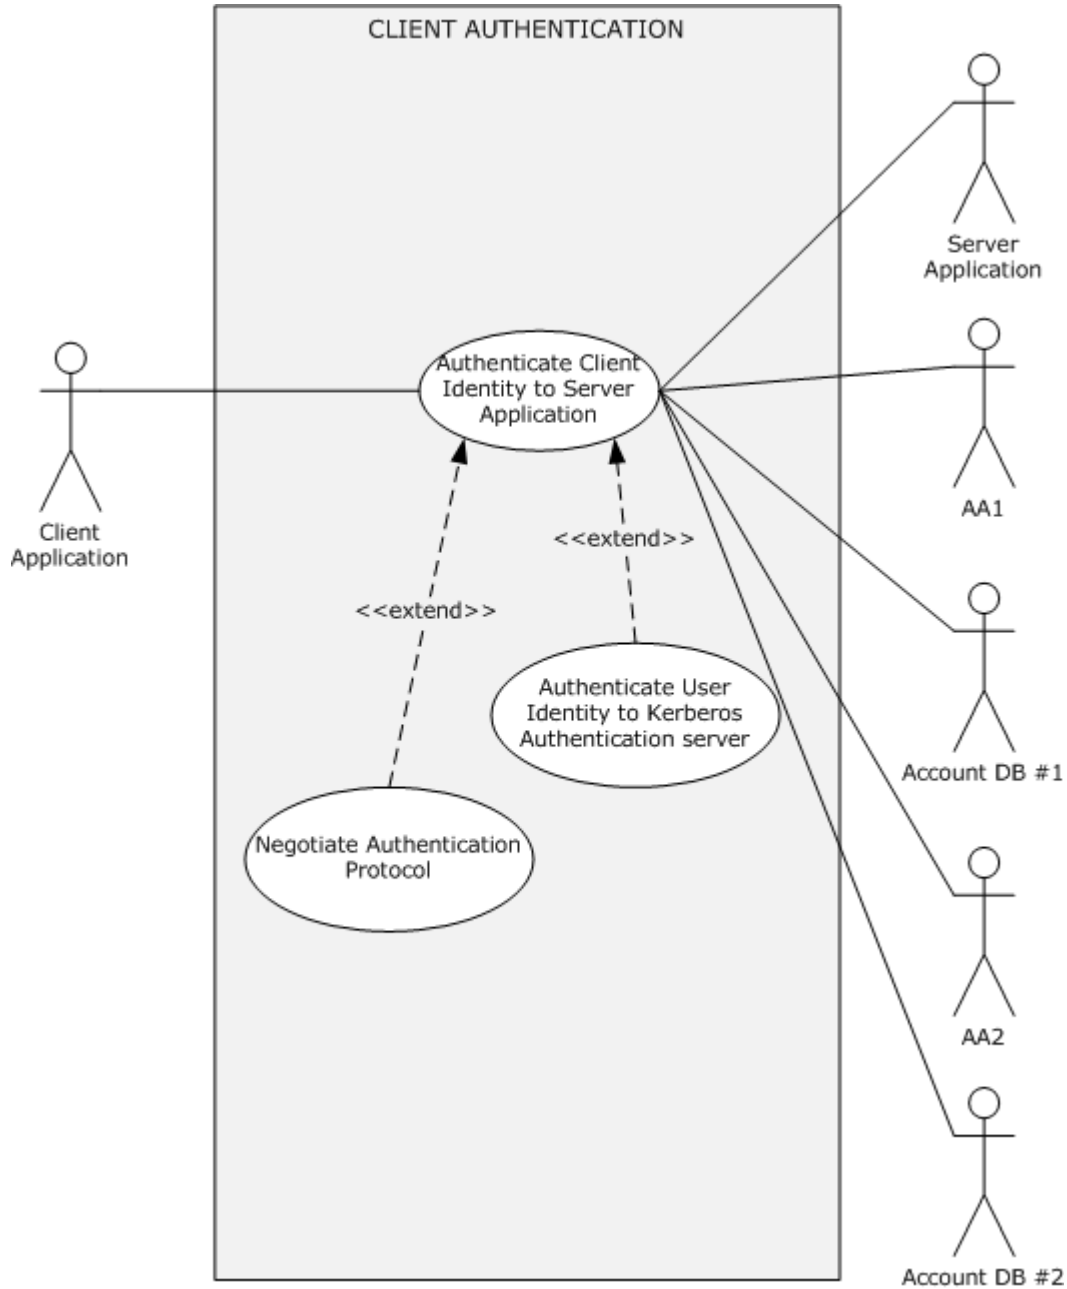 CLIENT AUTHENTICATION
Server
Application
Authenticate Client
Identity to Server
Application
AA1
Client
Application
<<extend>>
<<extend>>
Authenticate User
Identity to Kerberos
Authentication server
Account DB #1
Negotiate Authentication
Protocol
AA2
Account DB #2